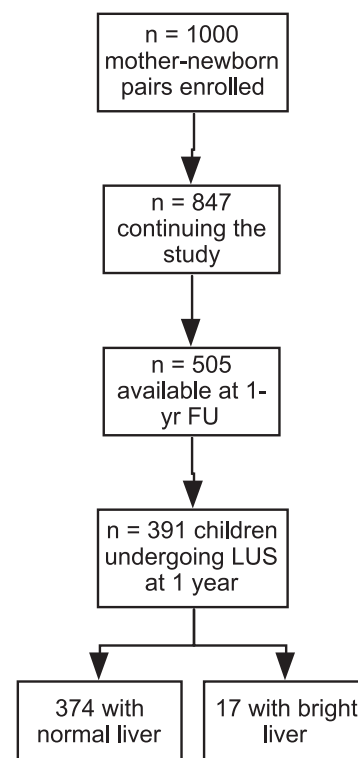 n = 1000
mother-newborn
pairs enrolled
n = 847
continuing the
study
n = 505
available at 1-
yr FU
n = 391 children
undergoing LUS
at 1 year
374 with
normal liver
17 with bright
liver